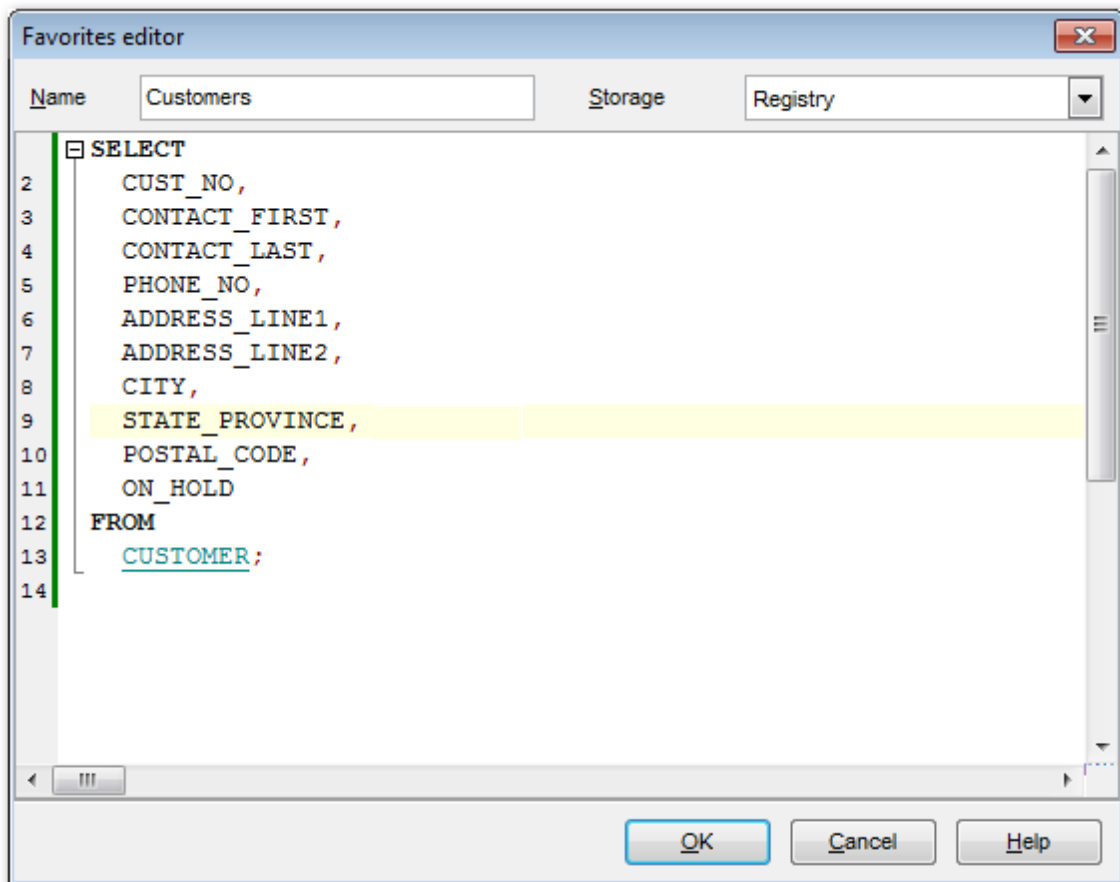 Favorites editor
Name Customers Storage Registry
SELECT
2 CUST_NO,
3 CONTACT_FIRST,
4 CONTACT_LAST,
5 PHONE_NO,
6 ADDRESS_LINE1,
7 ADDRESS_LINE2,
8 CITY,
9 STATE_PROVINCE,
10 POSTAL_CODE,
11 ON_HOLD
12 FROM
13 CUSTOMER;
14
OK Cancel Help